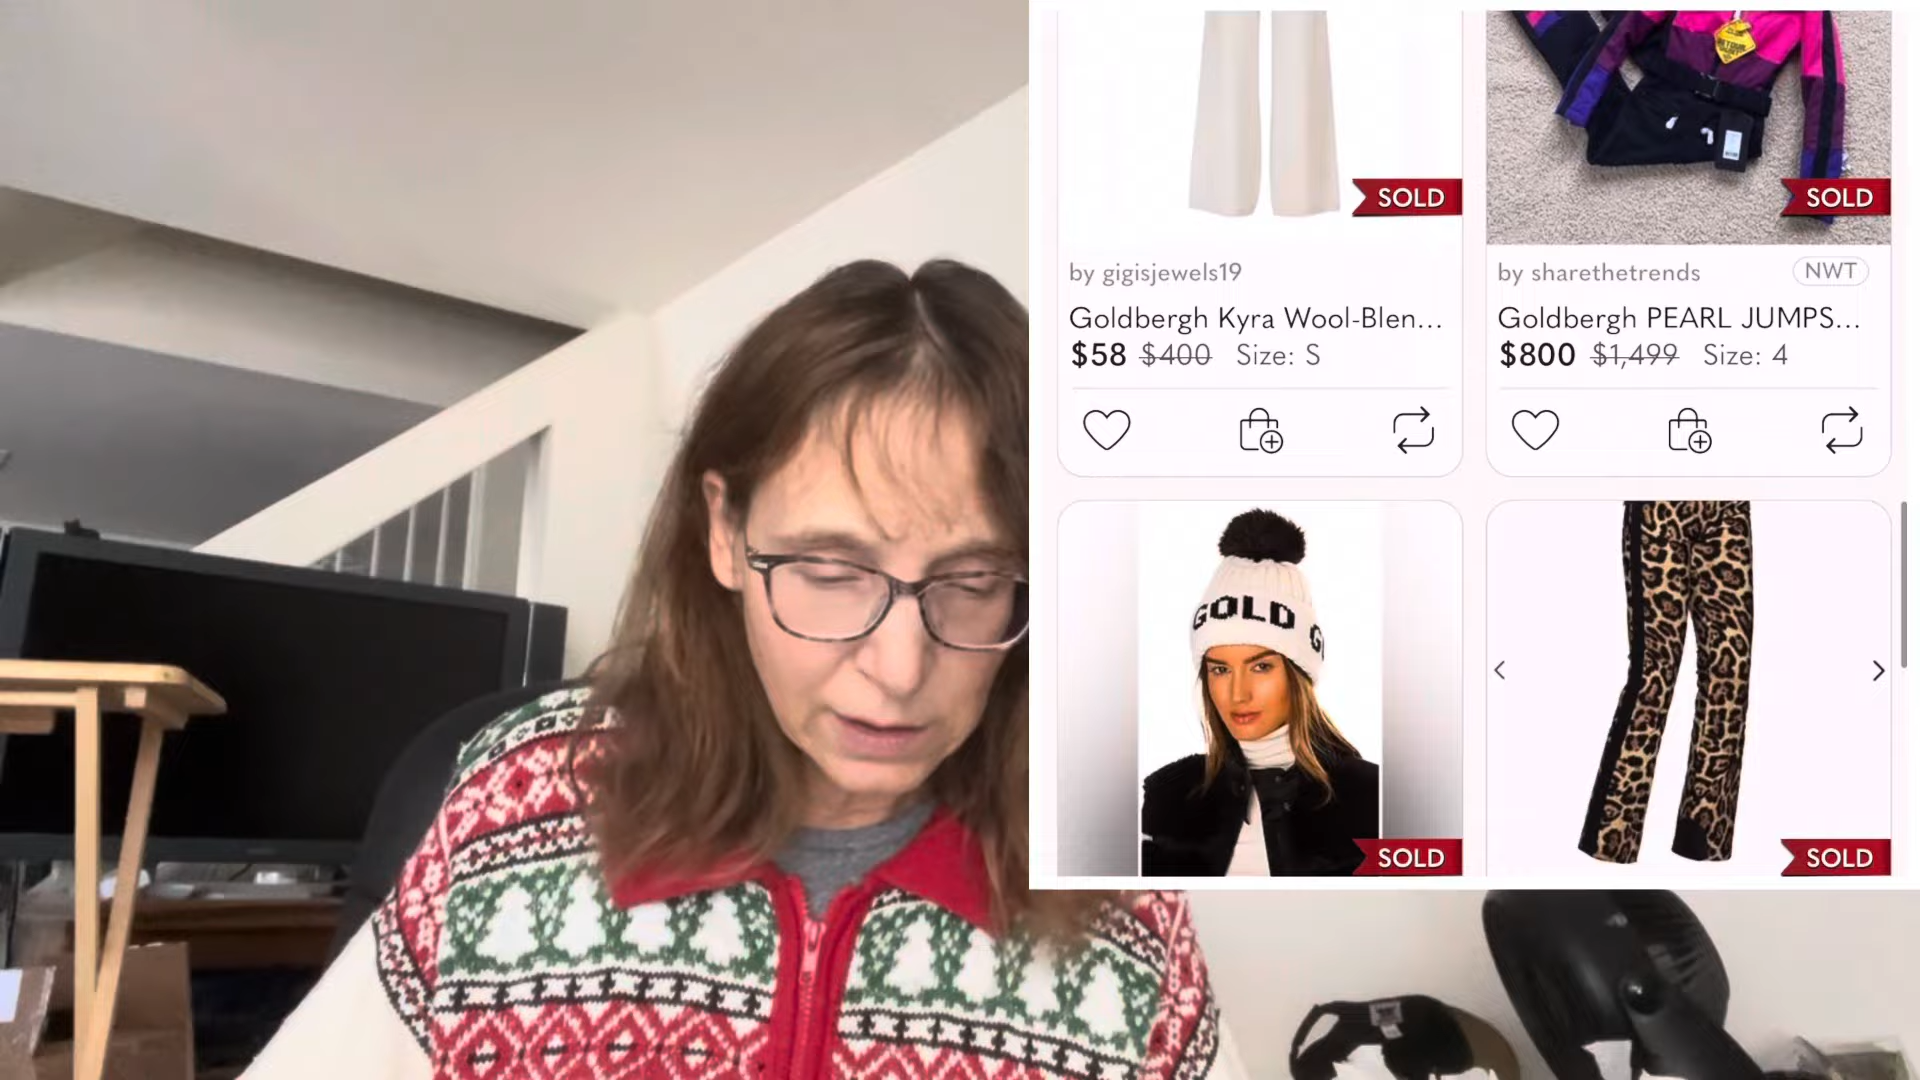 SOLD
by gigisjewels19
Goldbergh Kyra Wool-Blen...
$58 $400 Size: S
SOLD
by sharethetrends NWT
Goldbergh PEARL JUMPS...
$800 $1,499 Size: 4
GOLD G
SOLD
SOLD